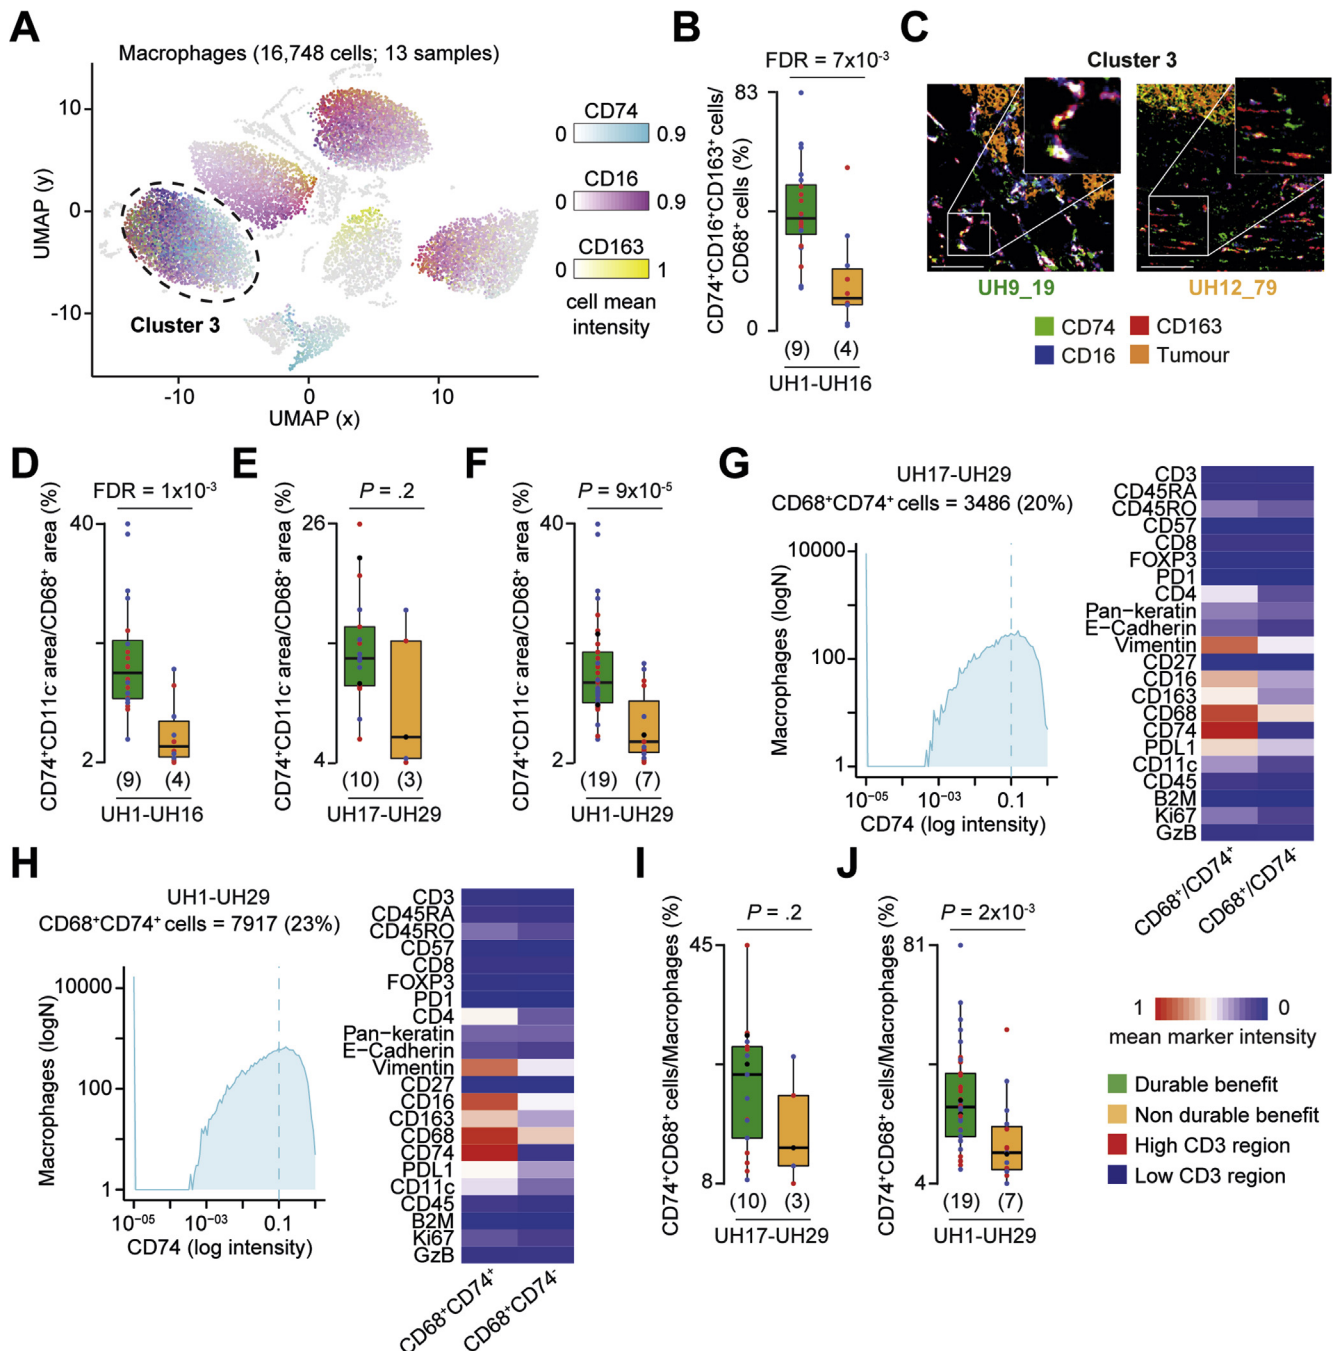 A
Macrophages (16,748 cells; 13 samples)
UMAP (y)
10
0
-10
Cluster 3
-10
0
10
UMAP (x)
CD74
0 0.9
CD16
0 0.9
CD163
0 1
cell mean
intensity
B
FDR = 7x10⁻³
CD74⁺CD16⁺CD163⁺ cells/
CD68⁺ cells (%)
83
0
(9) (4)
UH1-UH16
C
Cluster 3
UH9_19
UH12_79
CD74
CD163
CD16
Tumour
D
FDR = 1x10⁻³
CD74⁺CD11c⁻ area/CD68⁺ area (%)
40
2
(9) (4)
UH1-UH16
E
P = .2
CD74⁺CD11c⁻ area/CD68⁺ area (%)
26
4
(10) (3)
UH17-UH29
F
P = 9x10⁻⁵
CD74⁺CD11c⁻ area/CD68⁺ area (%)
40
2
(19) (7)
UH1-UH29
G
UH17-UH29
CD68⁺CD74⁺ cells = 3486 (20%)
Macrophages (logN)
10000
100
1
10⁻⁰⁵
10⁻⁰³
0.1
CD74 (log intensity)
CD3
CD45RA
CD45RO
CD57
CD8
FOXP3
PD1
CD4
Pan−keratin
E−Cadherin
Vimentin
CD27
CD16
CD163
CD68
CD74
PDL1
CD11c
CD45
B2M
Ki67
GzB
CD68⁺/CD74⁺
CD68⁺/CD74⁻
H
UH1-UH29
CD68⁺CD74⁺ cells = 7917 (23%)
Macrophages (logN)
10000
100
1
10⁻⁰⁵
10⁻⁰³
0.1
CD74 (log intensity)
CD3
CD45RA
CD45RO
CD57
CD8
FOXP3
PD1
CD4
Pan−keratin
E−Cadherin
Vimentin
CD27
CD16
CD163
CD68
CD74
PDL1
CD11c
CD45
B2M
Ki67
GzB
CD68⁺CD74⁺
CD68⁺CD74⁻
I
P = .2
CD74⁺CD68⁺ cells/Macrophages (%)
45
8
(10) (3)
UH17-UH29
J
P = 2x10⁻³
CD74⁺CD68⁺ cells/Macrophages (%)
81
4
(19) (7)
UH1-UH29
1 0
mean marker intensity
Durable benefit
Non durable benefit
High CD3 region
Low CD3 region